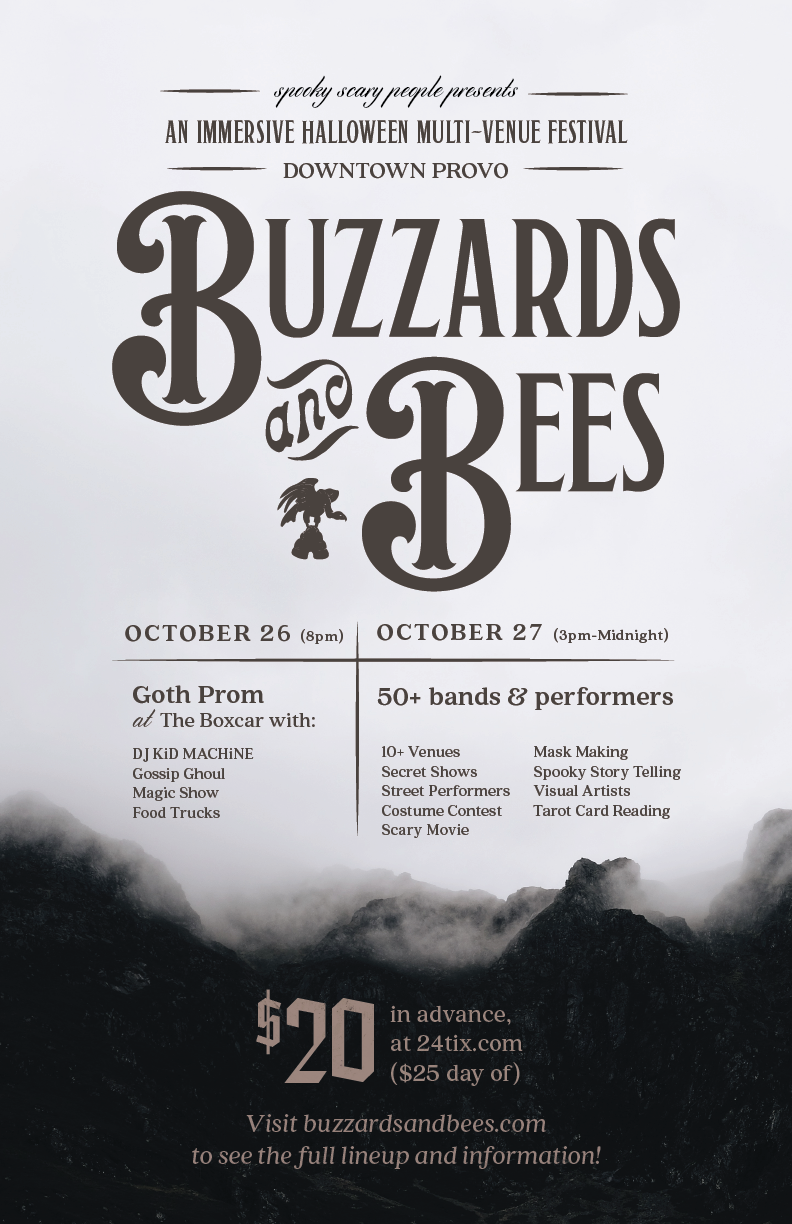 spooky scary people presents
AN IMMERSIVE HALLOWEEN MULTI-VENUE FESTIVAL
DOWNTOWN PROVO
BUZZARDS
and
BEES
OCTOBER 26 (8pm)
Goth Prom
at The Boxcar with:
DJ KiD MACHiNE
Gossip Ghoul
Magic Show
Food Trucks
OCTOBER 27 (3pm-Midnight)
50+ bands & performers
10+ Venues
Secret Shows
Street Performers
Costume Contest
Scary Movie
Mask Making
Spooky Story Telling
Visual Artists
Tarot Card Reading
$20
in advance,
at 24tix.com
($25 day of)
Visit buzzardsandbees.com
to see the full lineup and information!